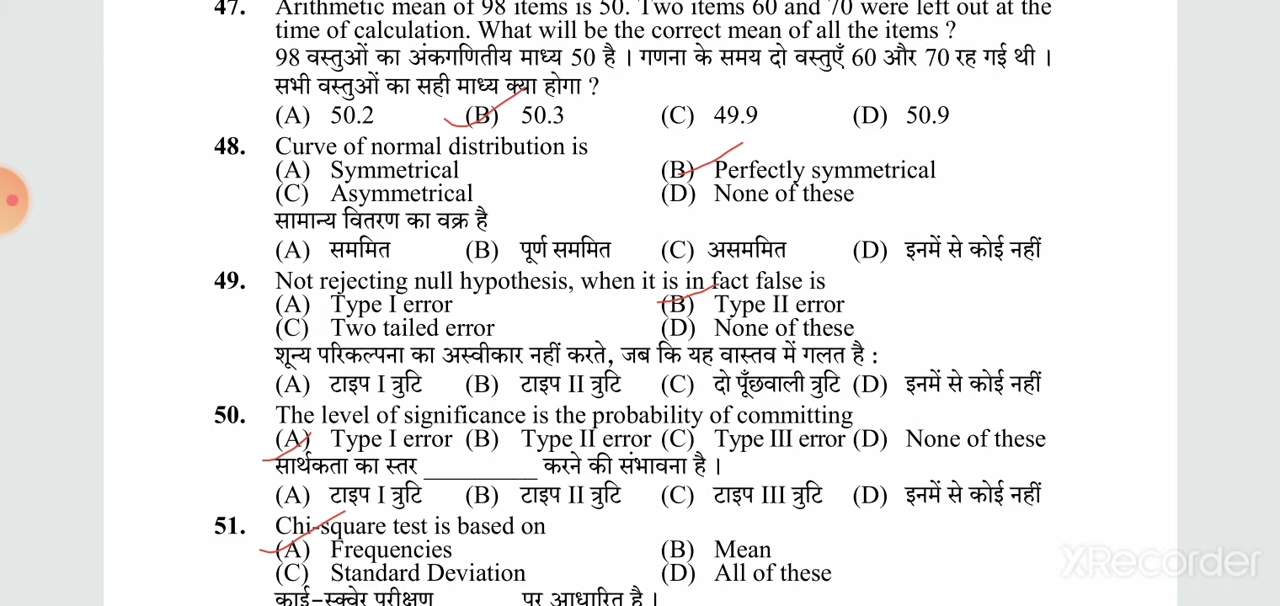 47. Arithmetic mean of 98 items is 50. Two items 60 and 70 were left out at the
time of calculation. What will be the correct mean of all the items ?
98 वस्तुओं का अंकगणितीय माध्य 50 है । गणना के समय दो वस्तुएँ 60 और 70 रह गई थी ।
सभी वस्तुओं का सही माध्य क्या होगा ?
(A) 50.2 (B) 50.3 (C) 49.9 (D) 50.9
48. Curve of normal distribution is
(A) Symmetrical (B) Perfectly symmetrical
(C) Asymmetrical (D) None of these
सामान्य वितरण का वक्र है
(A) सममित (B) पूर्ण सममित (C) असममित (D) इनमें से कोई नहीं
49. Not rejecting null hypothesis, when it is in fact false is
(A) Type I error (B) Type II error
(C) Two tailed error (D) None of these
शून्य परिकल्पना का अस्वीकार नहीं करते, जब कि यह वास्तव में गलत है :
(A) टाइप I त्रुटि (B) टाइप II त्रुटि (C) दो पूँछवाली त्रुटि (D) इनमें से कोई नहीं
50. The level of significance is the probability of committing
(A) Type I error (B) Type II error (C) Type III error (D) None of these
सार्थकता का स्तर __________ करने की संभावना है ।
(A) टाइप I त्रुटि (B) टाइप II त्रुटि (C) टाइप III त्रुटि (D) इनमें से कोई नहीं
51. Chi-square test is based on
(A) Frequencies (B) Mean
(C) Standard Deviation (D) All of these
काई-स्क्वेर परीक्षण ________ पर आधारित है ।
XRecorder